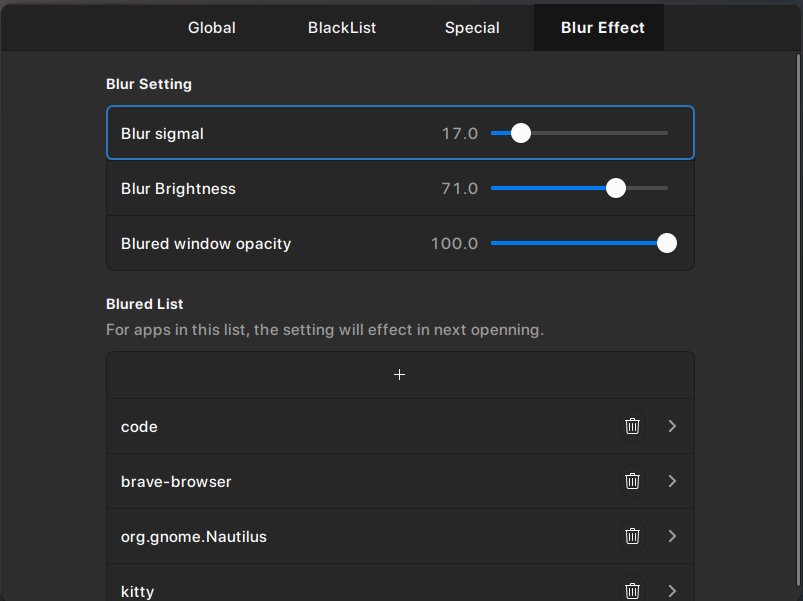 Global BlackList Special Blur Effect
Blur Setting
Blur sigmal 17.0
Blur Brightness 71.0
Blured window opacity 100.0
Blured List
For apps in this list, the setting will effect in next openning.
+
code
brave-browser
org.gnome.Nautilus
kitty